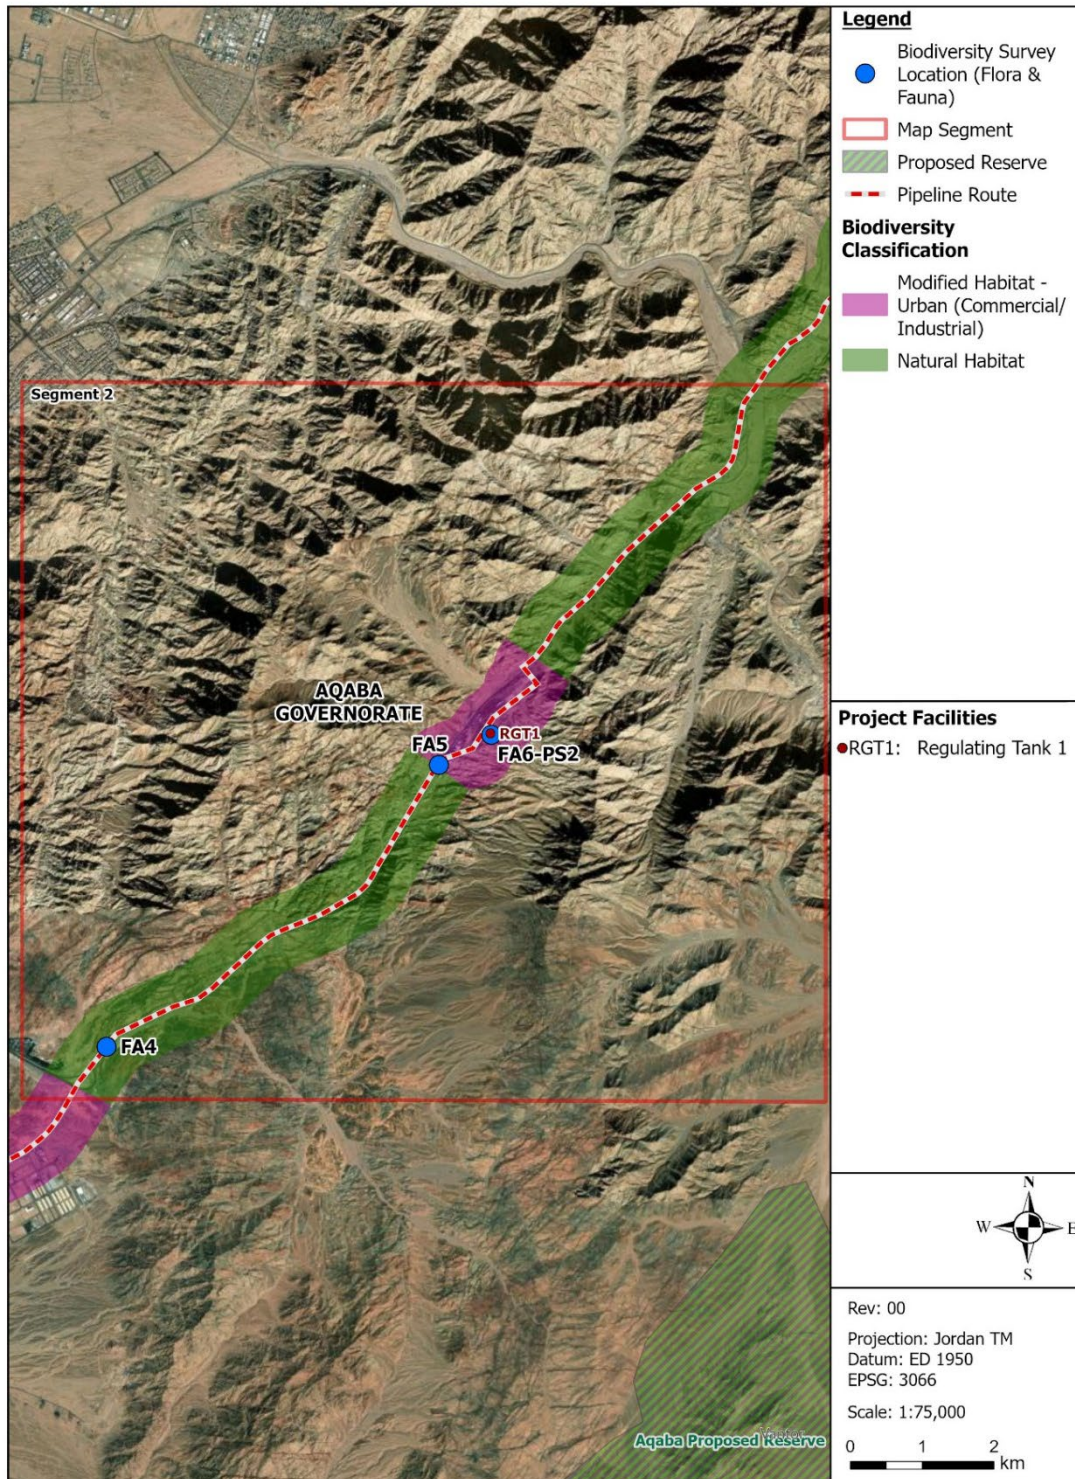 Legend
Biodiversity Survey
Location (Flora &
Fauna)
Map Segment
Proposed Reserve
Pipeline Route
Biodiversity
Classification
Modified Habitat -
Urban (Commercial/
Industrial)
Natural Habitat
Segment 2
AQABA
GOVERNORATE
RGT1
FA5
FA6-PS2
FA4
Aqaba Proposed Reserve
Project Facilities
RGT1: Regulating Tank 1
N
W E
S
Rev: 00
Projection: Jordan TM
Datum: ED 1950
EPSG: 3066
Scale: 1:75,000
0 1 2
km